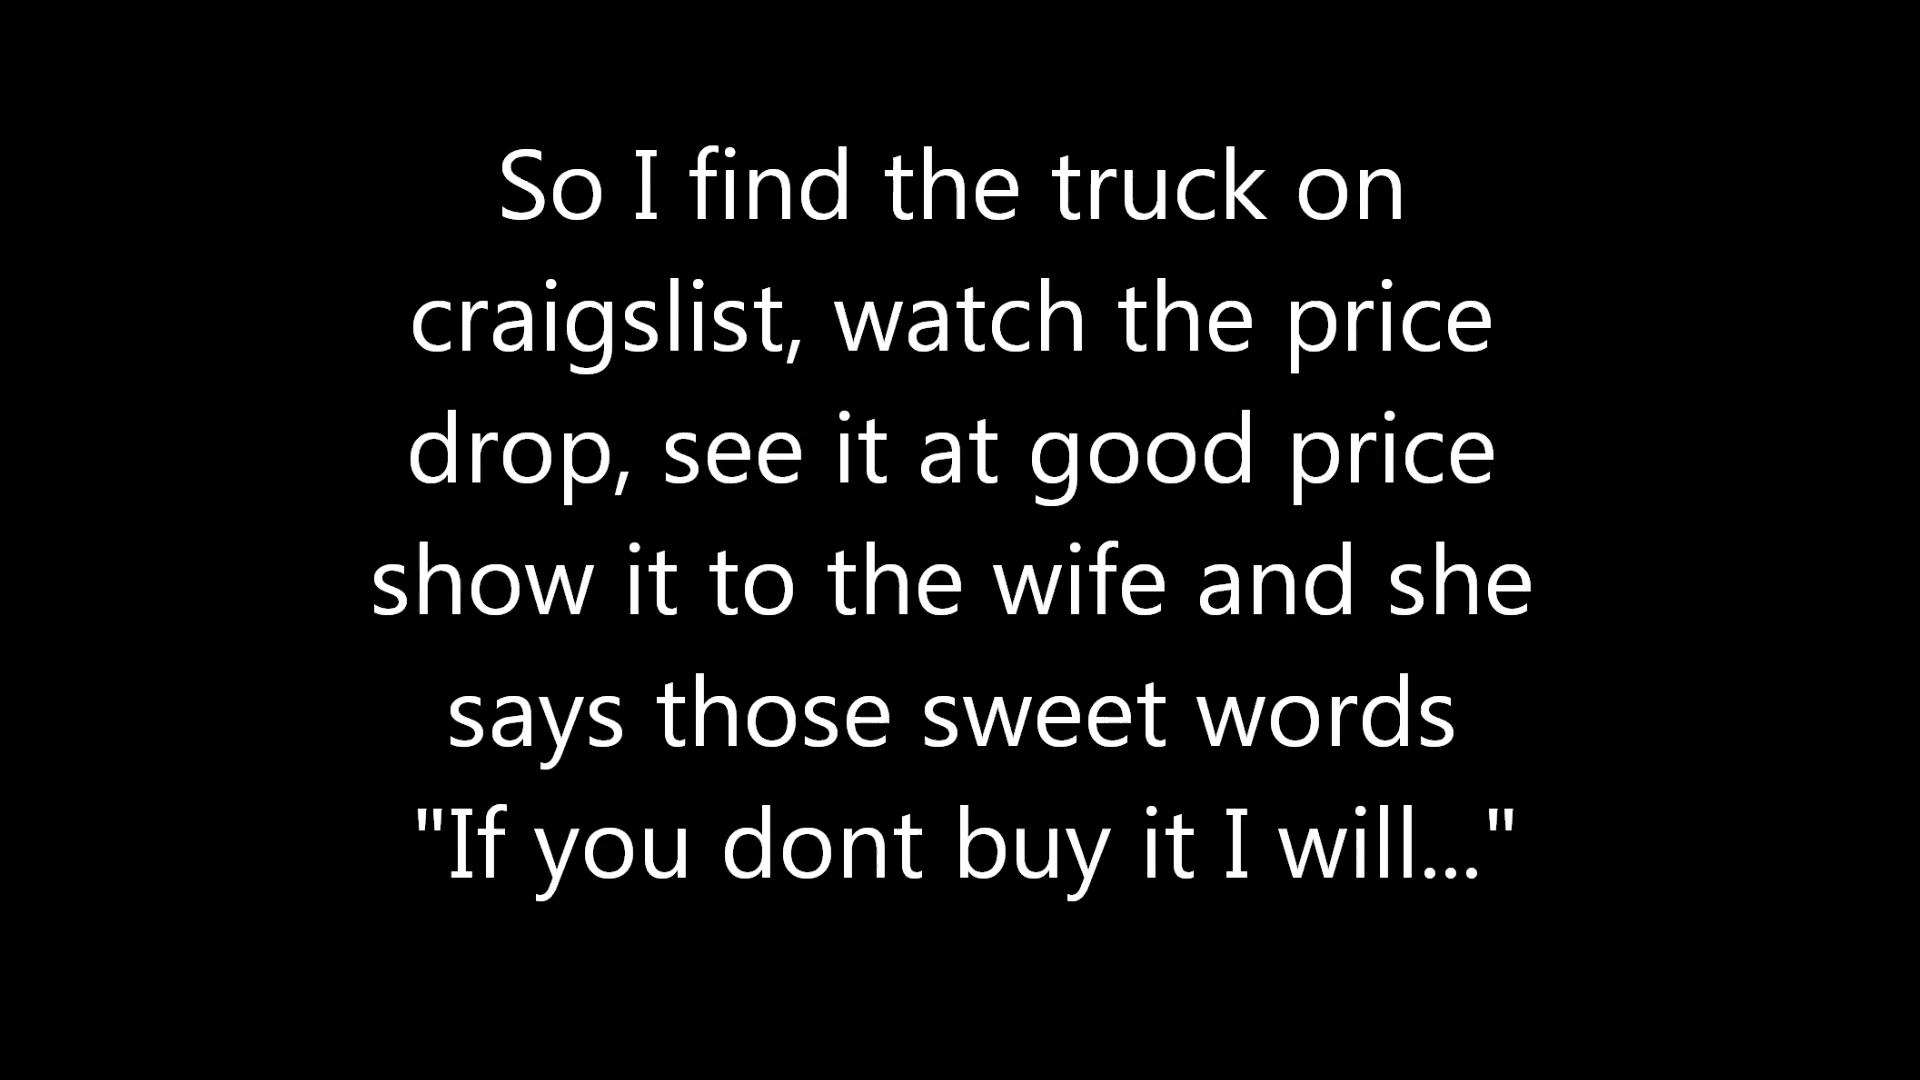 So I find the truck on
craigslist, watch the price
drop, see it at good price
show it to the wife and she
says those sweet words
"If you dont buy it I will..."